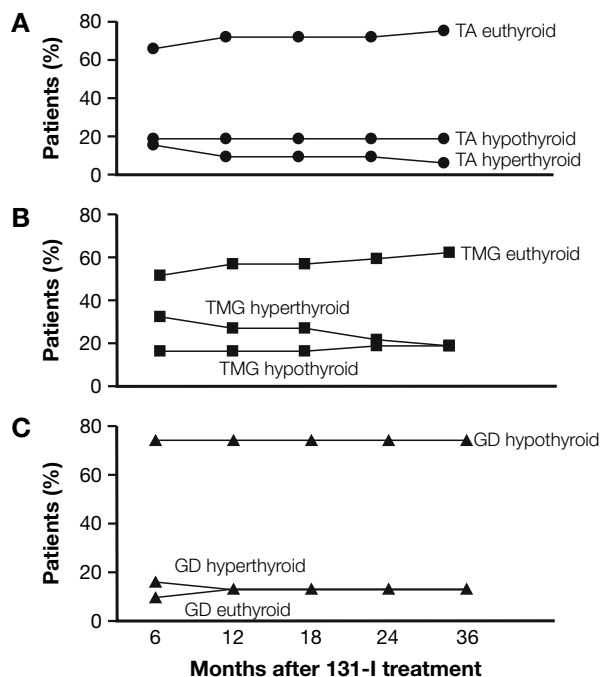 A
Patients (%)
80
60
40
20
0
TA euthyroid
TA hypothyroid
TA hyperthyroid
B
Patients (%)
80
60
40
20
0
TMG euthyroid
TMG hyperthyroid
TMG hypothyroid
C
Patients (%)
80
60
40
20
0
GD hypothyroid
GD hyperthyroid
GD euthyroid
6 12 18 24 36
Months after 131-I treatment